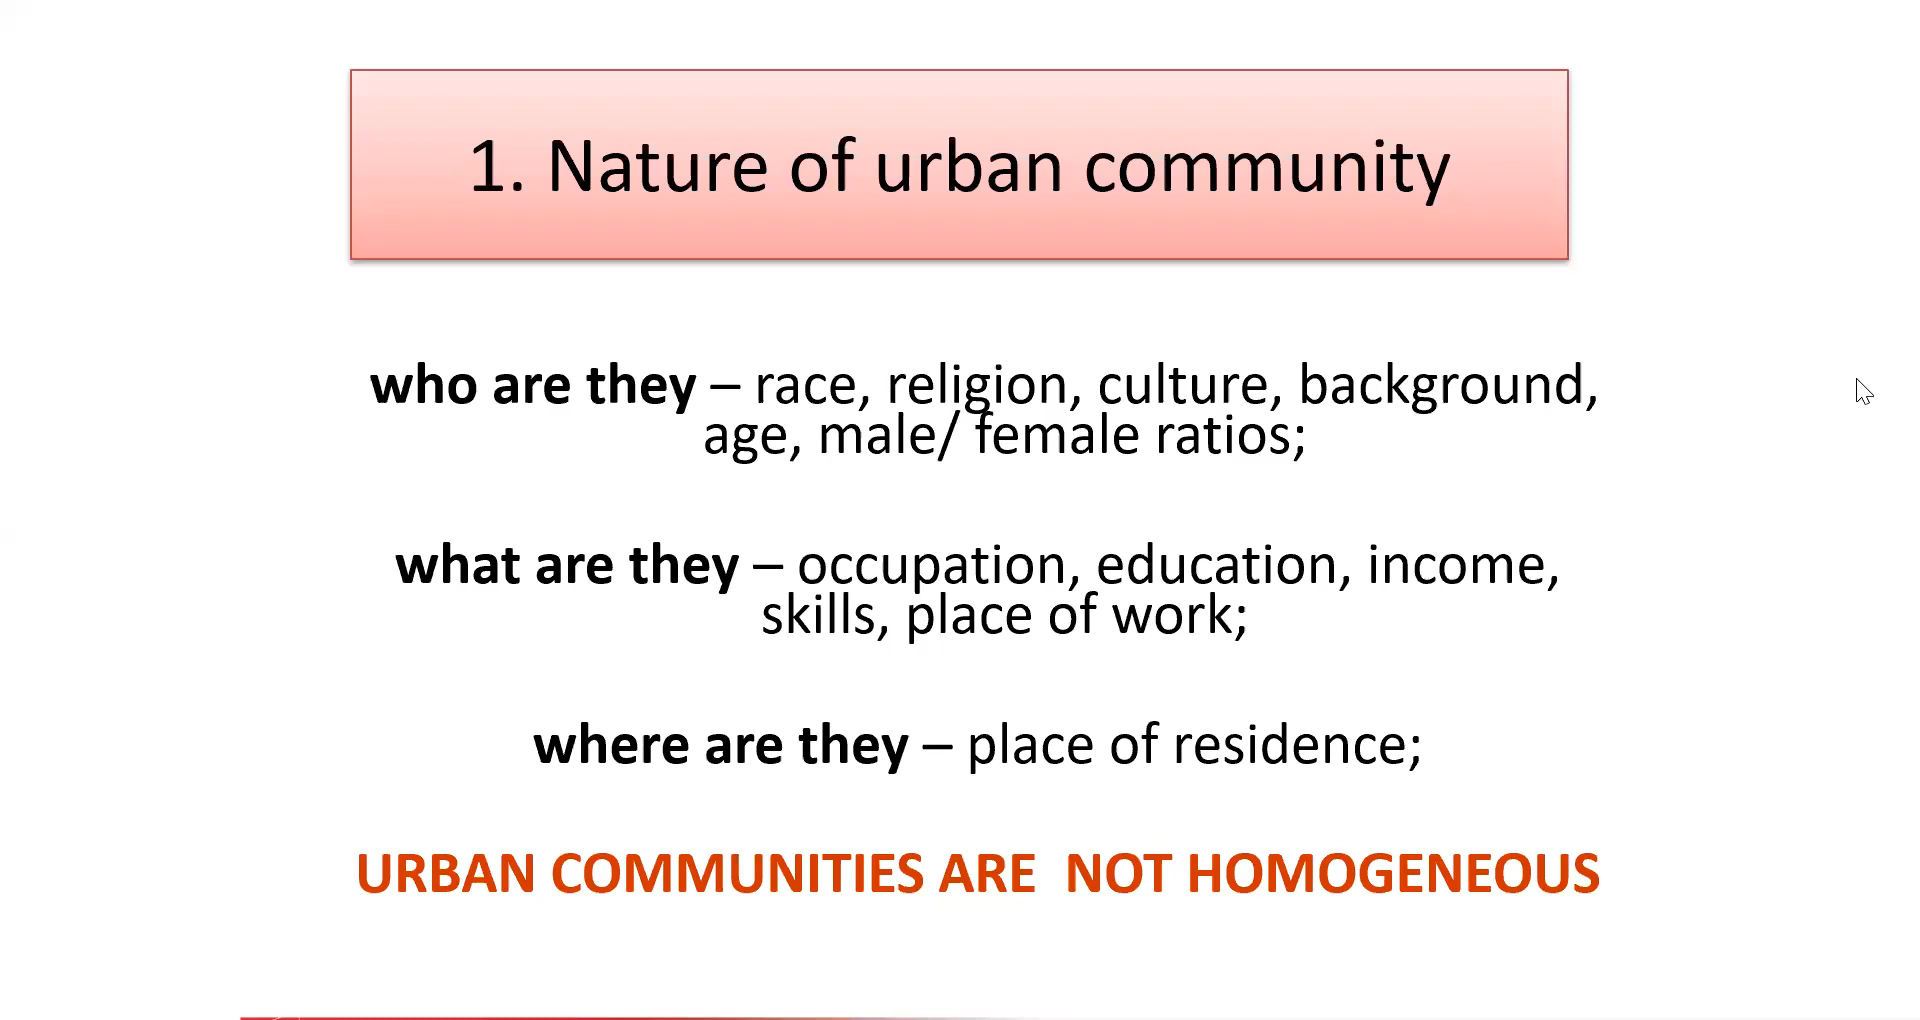 1. Nature of urban community
who are they – race, religion, culture, background,
age, male/ female ratios;
what are they – occupation, education, income,
skills, place of work;
where are they – place of residence;
URBAN COMMUNITIES ARE  NOT HOMOGENEOUS